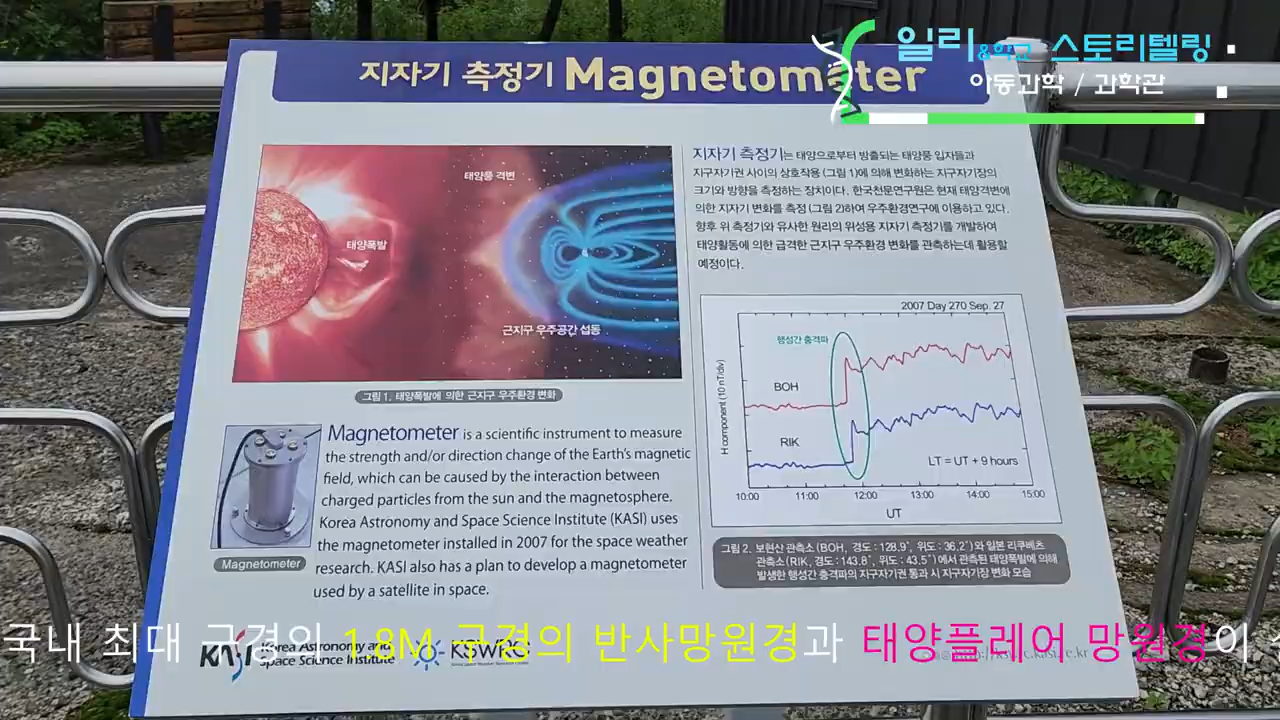 일리&학교 스토리텔링
아동과학 / 과학관
지자기 측정기 Magnetometer
태양풍 격변
태양폭발
근지구 우주공간 섭동
그림 1. 태양폭발에 의한 근지구 우주환경 변화
지자기 측정기는 태양으로부터 방출되는 태양풍 입자들과
지구자기권 사이의 상호작용 (그림 1)에 의해 변화하는 지구자기장의
크기와 방향을 측정하는 장치이다. 한국천문연구원은 현재 태양격변에
의한 지자기 변화를 측정 (그림 2)하여 우주환경연구에 이용하고 있다.
향후 위 측정기와 유사한 원리의 위성용 지자기 측정기를 개발하여
태양활동에 의한 급격한 근지구 우주환경 변화를 관측하는데 활용할
예정이다.
Magnetometer is a scientific instrument to measure
the strength and/or direction change of the Earth's magnetic
field, which can be caused by the interaction between
charged particles from the sun and the magnetosphere.
Korea Astronomy and Space Science Institute (KASI) uses
the magnetometer installed in 2007 for the space weather
research. KASI also has a plan to develop a magnetometer
used by a satellite in space.
Magnetometer
2007 Day 270 Sep. 27
행성간 충격파
BOH
RIK
H component (10 nT/div)
LT = UT + 9 hours
10:00 11:00 12:00 13:00 14:00 15:00
UT
그림 2. 보현산 관측소 (BOH, 경도 : 128.9°, 위도 : 36.2°) 와 일본 리쿠베츠
관측소 (RIK, 경도 : 143.8°, 위도 : 43.5°) 에서 관측된 태양폭발에 의해
발생한 행성간 충격파의 지구자기권 통과 시 지구자기장 변화 모습
KASI Korea Astronomy and
Space Science Institute
KSWRC
국내 최대 구경의 1.8M 구경의 반사망원경과 태양플레어 망원경이